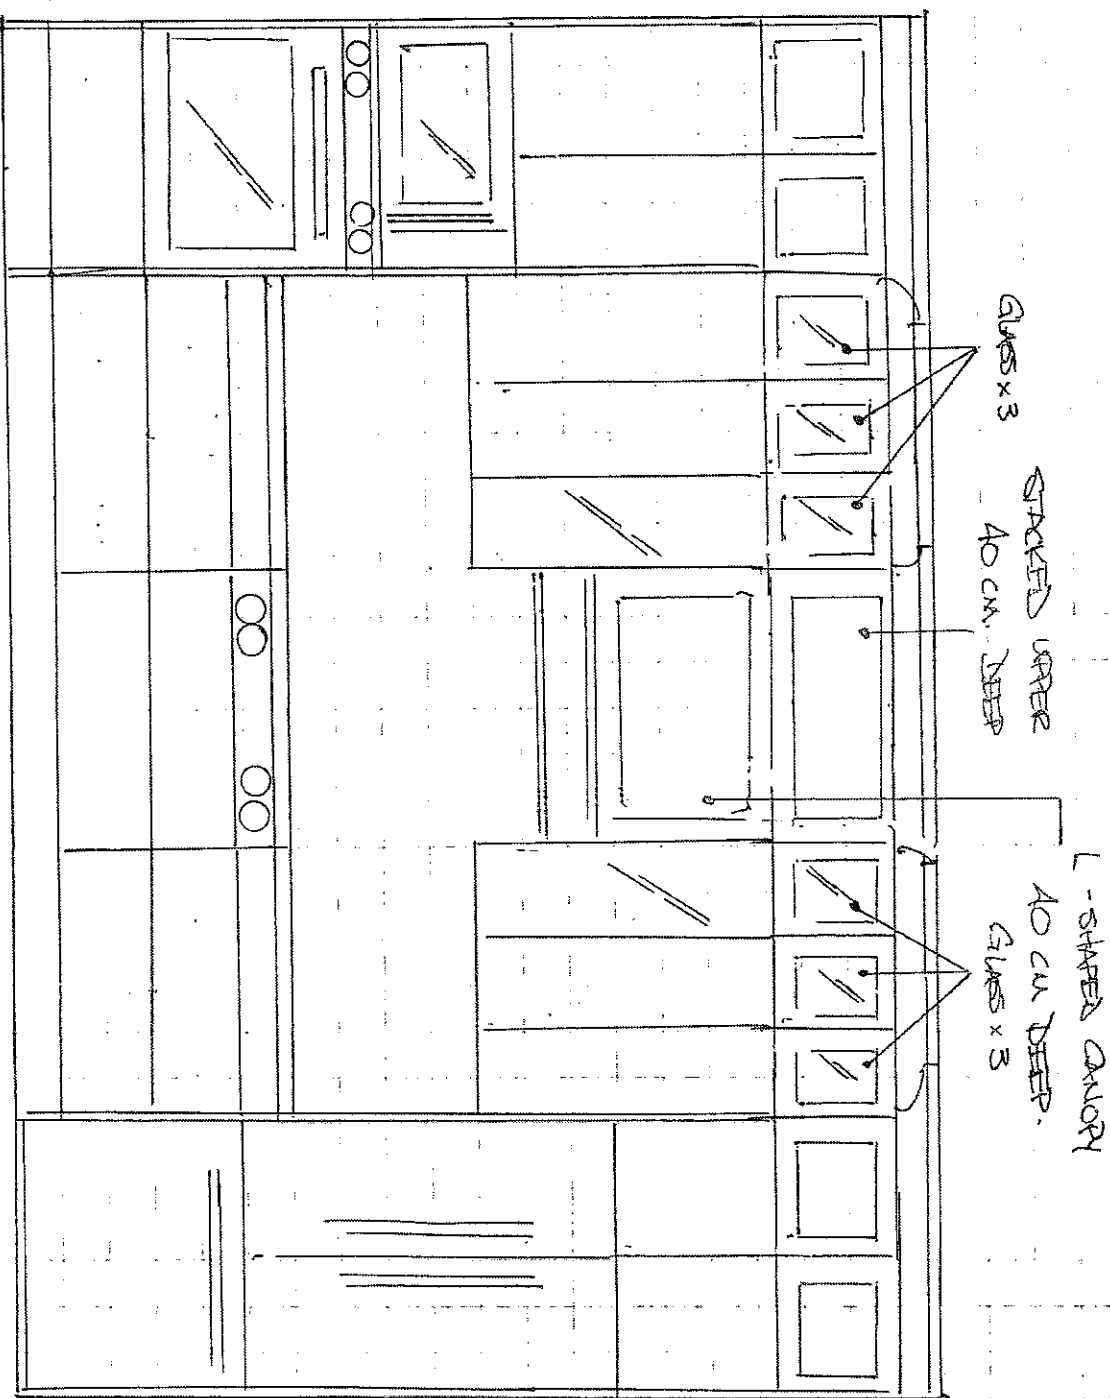 GLASS x 3
STACKED UPPER
40 CM. DEEP
L-SHAPED CANOPY
40 CM DEEP.
GLASS x 3